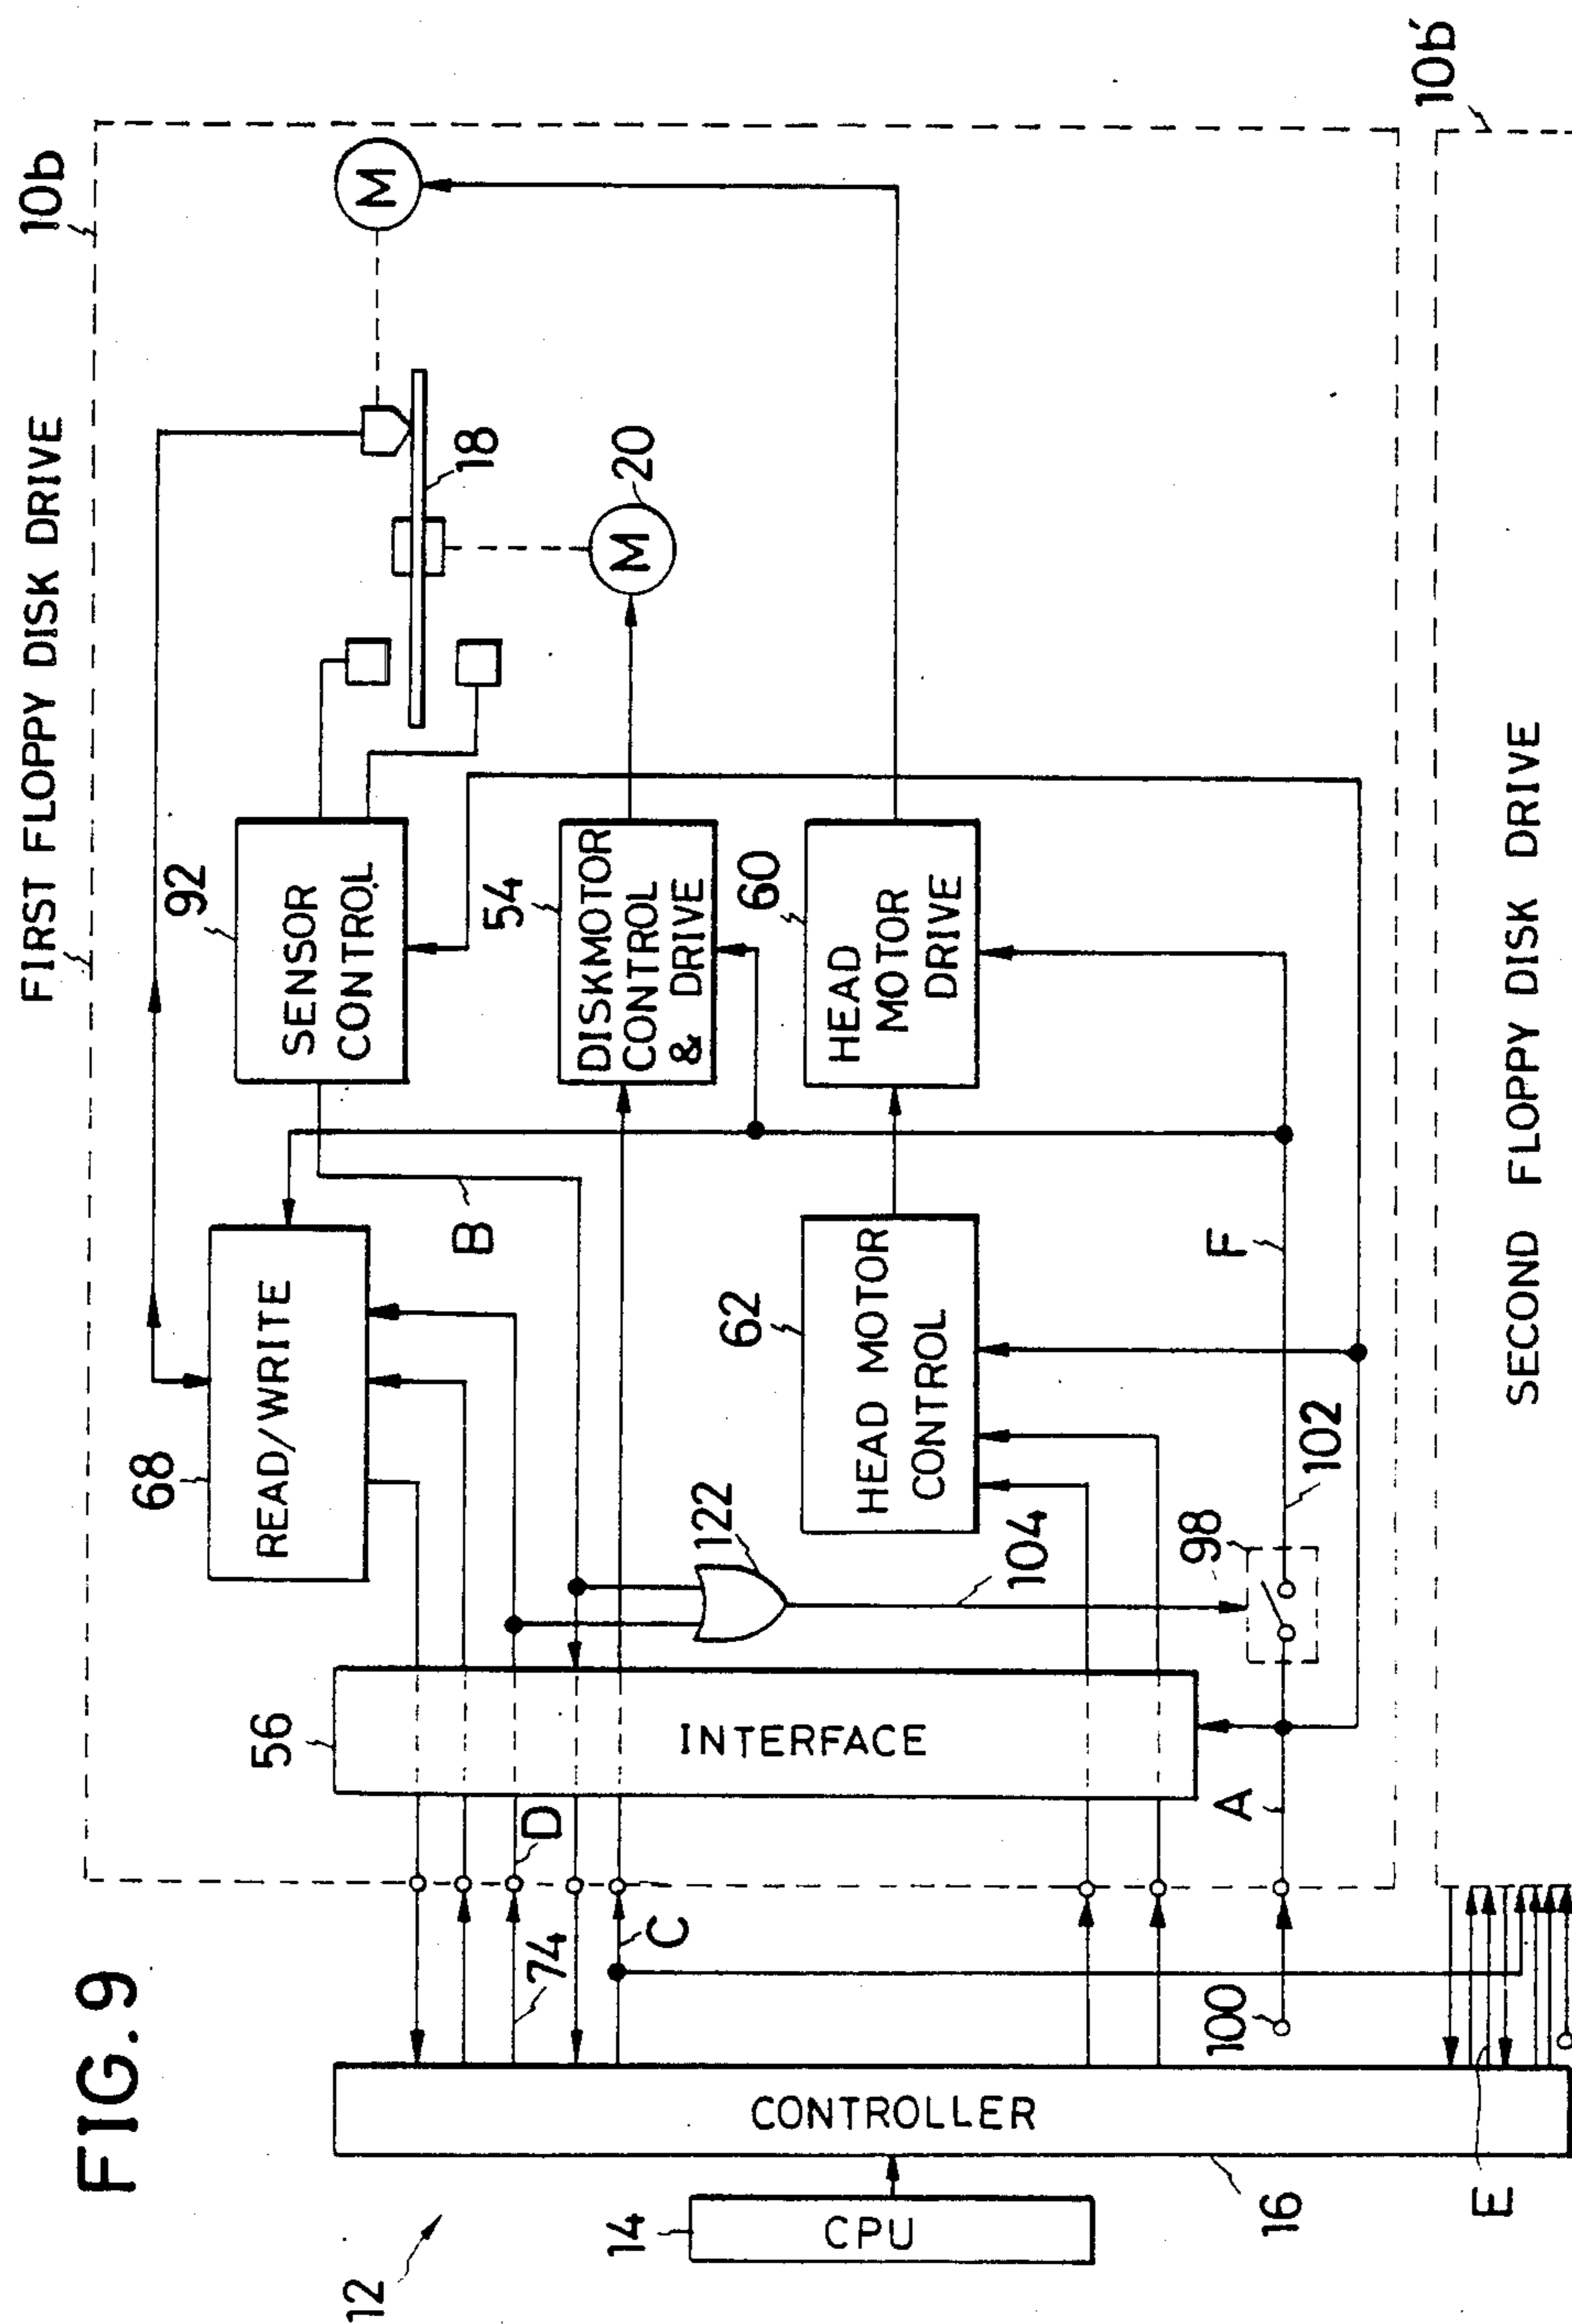 FIG. 9
FIRST FLOPPY DISK DRIVE
10b
12
14
CPU
16
CONTROLLER
E
100
74
C
D
A
56
INTERFACE
68
READ/WRITE
122
104
98
102
F
B
62
HEAD MOTOR
CONTROL
92
SENSOR
CONTROL
54
DISKMOTOR
CONTROL
& DRIVE
60
HEAD
MOTOR
DRIVE
18
20
M
M
SECOND FLOPPY DISK DRIVE
10b'